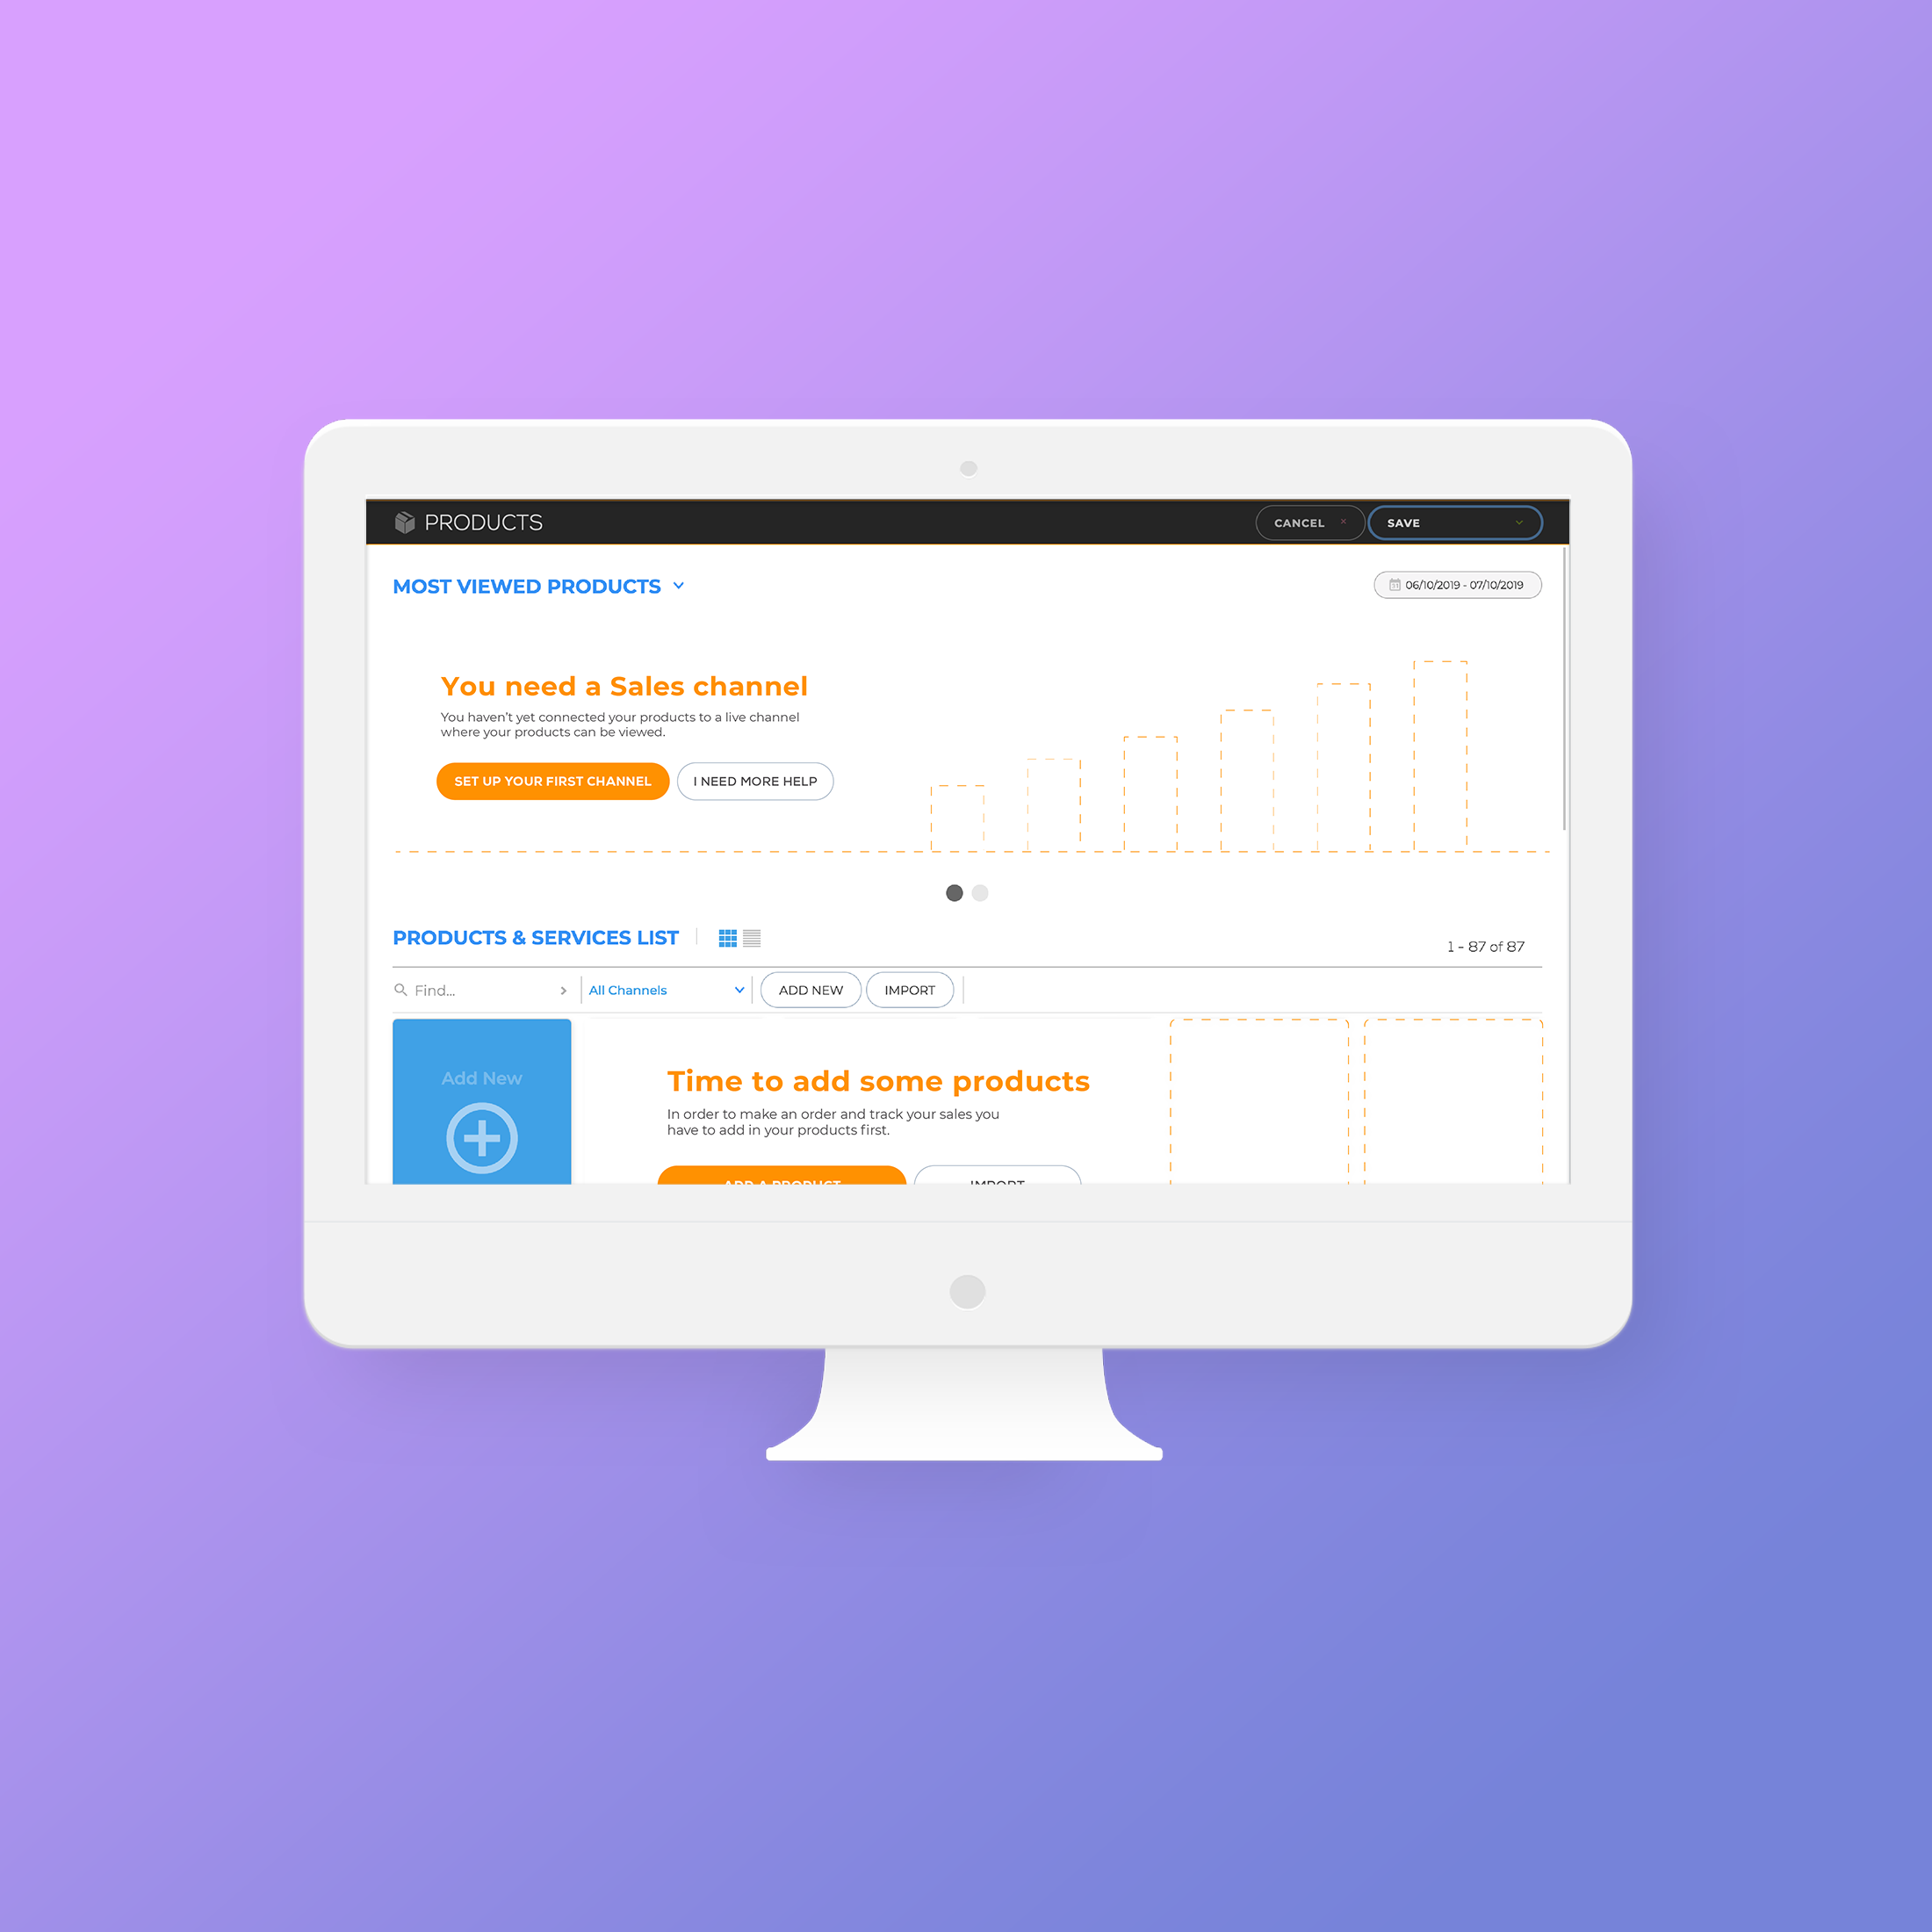 PRODUCTS
CANCEL ×
SAVE
MOST VIEWED PRODUCTS
31 06/10/2019 - 07/10/2019
You need a Sales channel
You haven't yet connected your products to a live channel
where your products can be viewed.
SET UP YOUR FIRST CHANNEL
I NEED MORE HELP
PRODUCTS & SERVICES LIST
1 - 87 of 87
Find...
All Channels
ADD NEW
IMPORT
Add New
Time to add some products
In order to make an order and track your sales you
have to add in your products first.
ADD A PRODUCT
IMPORT